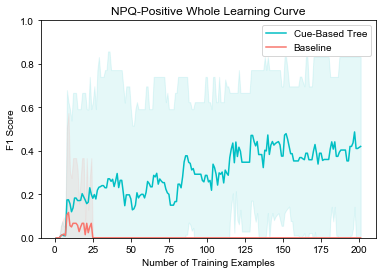 NPQ-Positive Whole Learning Curve
Cue-Based Tree
Baseline
F1 Score
1.0
0.8
0.6
0.4
0.2
0.0
0 25 50 75 100 125 150 175 200
Number of Training Examples